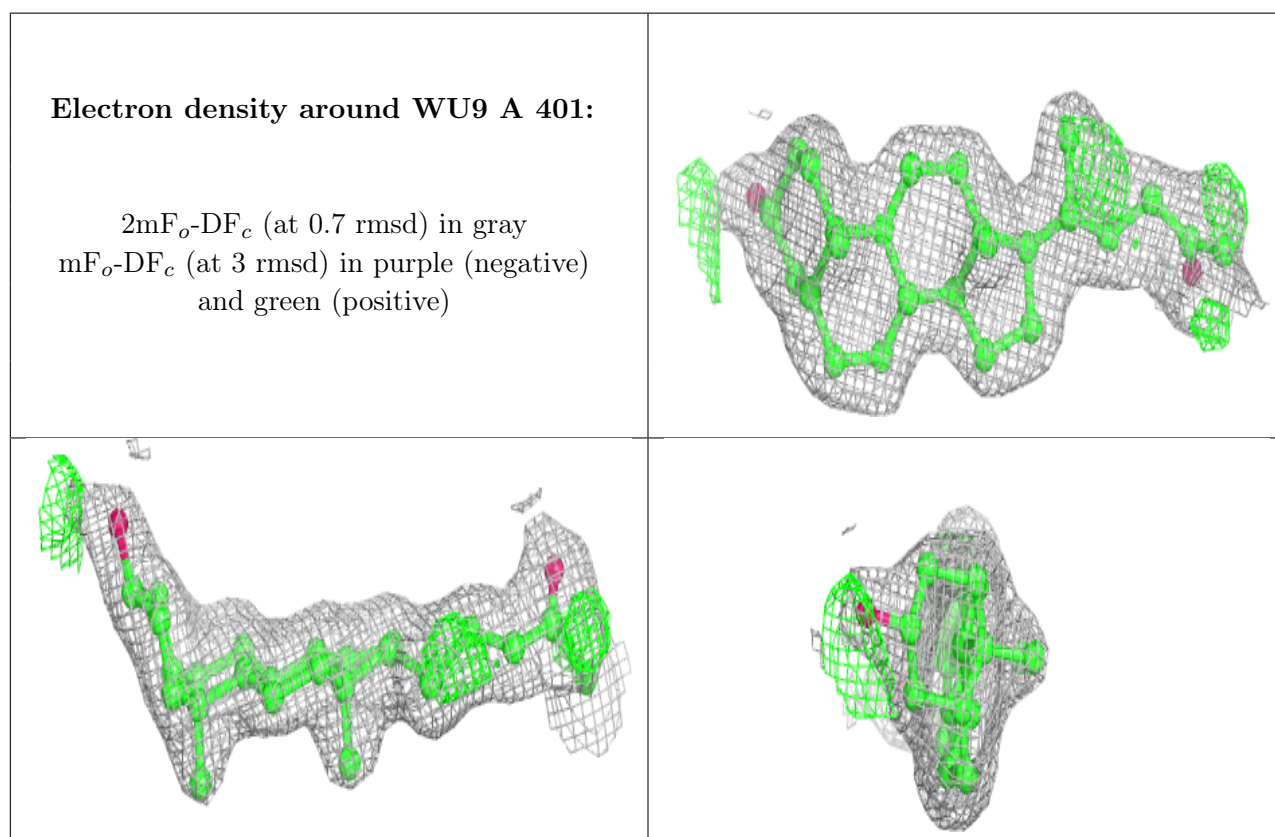 Electron density around WU9 A 401:
2mFₒ-DF𝒸 (at 0.7 rmsd) in gray
mFₒ-DF𝒸 (at 3 rmsd) in purple (negative)
and green (positive)